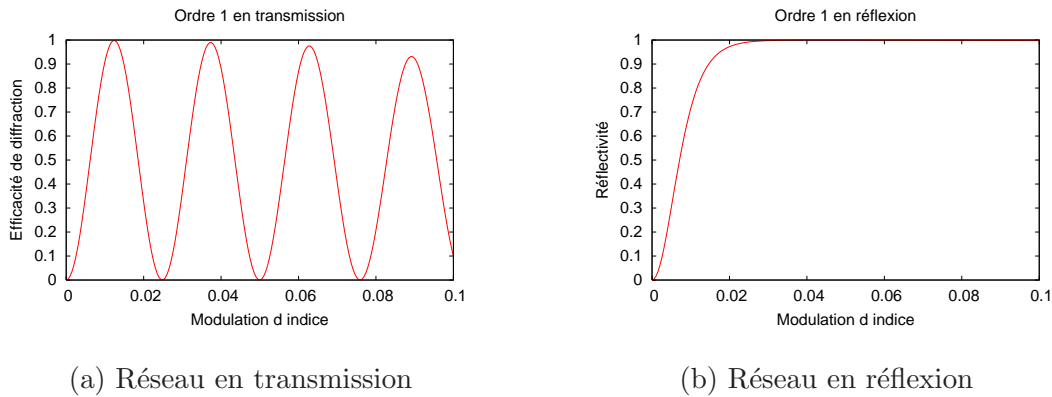 Ordre 1 en transmission
Efficacité de diffraction
1
0.9
0.8
0.7
0.6
0.5
0.4
0.3
0.2
0.1
0
0 0.02 0.04 0.06 0.08 0.1
Modulation d indice
(a) Réseau en transmission
Ordre 1 en réflexion
Réflectivité
1
0.9
0.8
0.7
0.6
0.5
0.4
0.3
0.2
0.1
0
0 0.02 0.04 0.06 0.08 0.1
Modulation d indice
(b) Réseau en réflexion